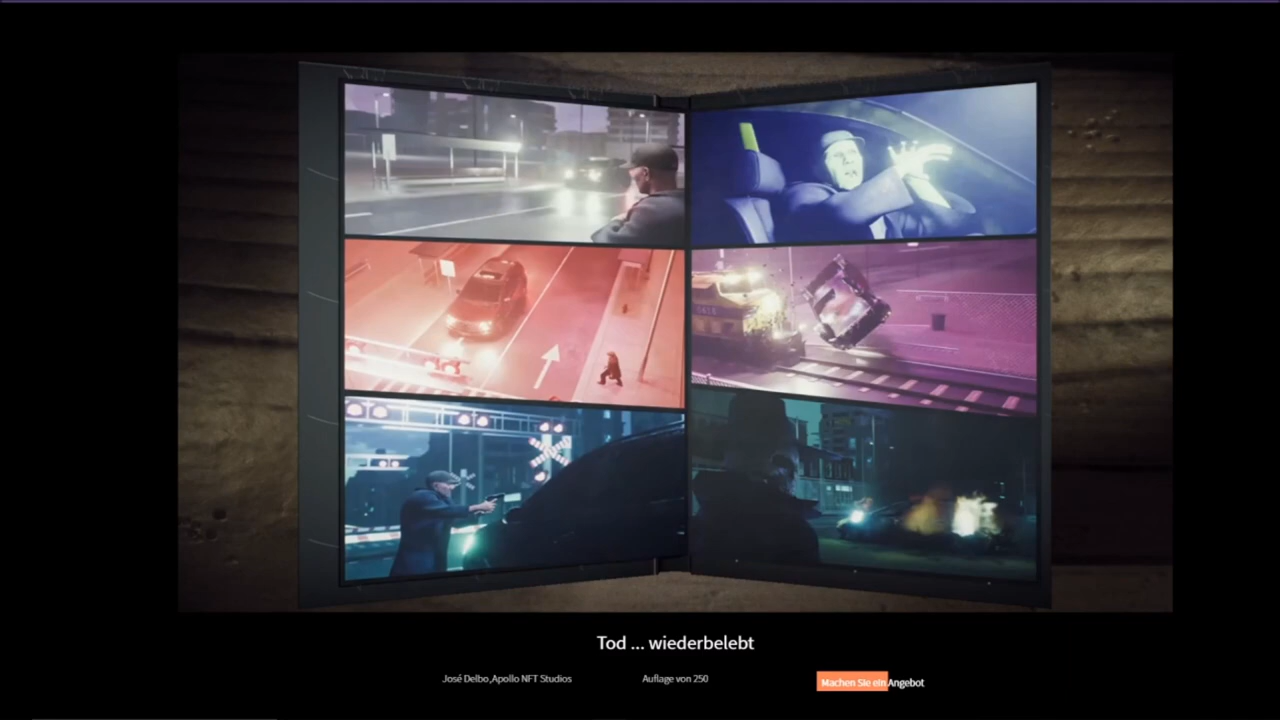 Tod ... wiederbelebt
José Delbo,Apollo NFT Studios
Auflage von 250
Machen Sie ein Angebot